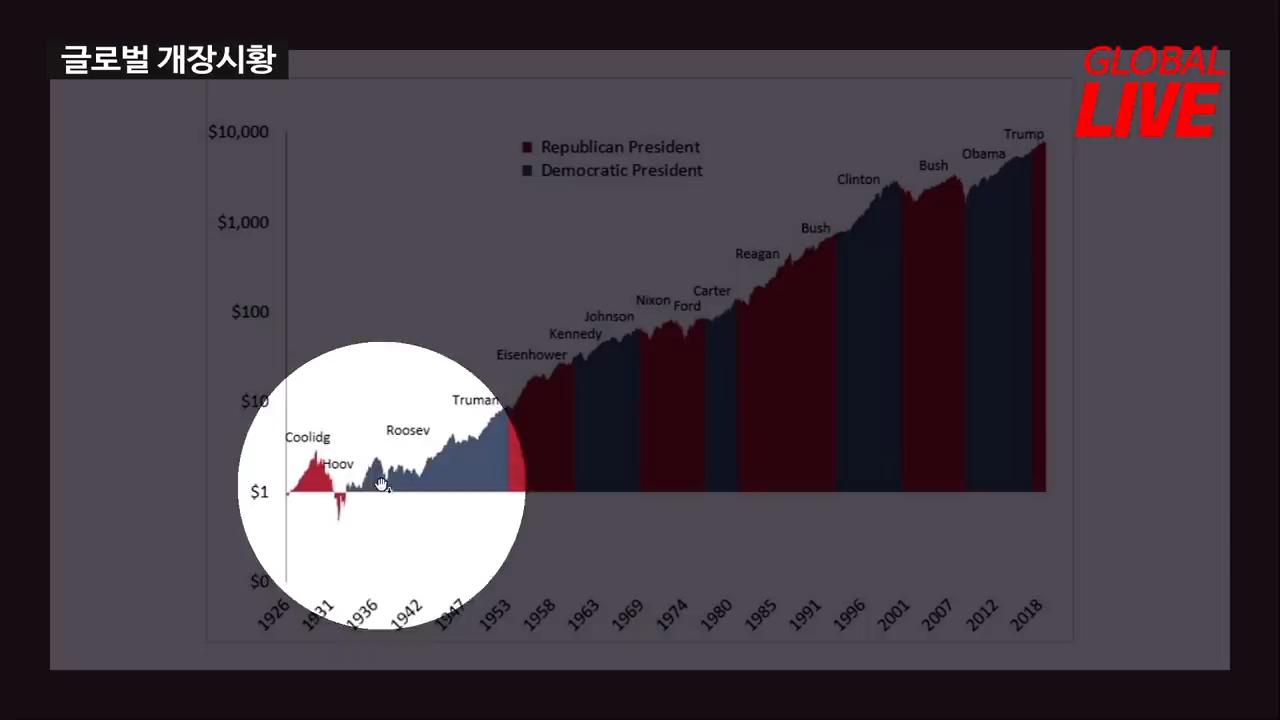 글로벌 개장시황
GLOBAL
LIVE
$10,000
$1,000
$100
$10
$1
$0
Republican President
Democratic President
Coolidg
Hoov
Roosev
Truman
Eisenhower
Kennedy
Johnson
Nixon
Ford
Carter
Reagan
Bush
Clinton
Bush
Obama
Trump
1926
1931
1936
1942
1947
1953
1958
1963
1969
1974
1980
1985
1991
1996
2001
2007
2012
2018